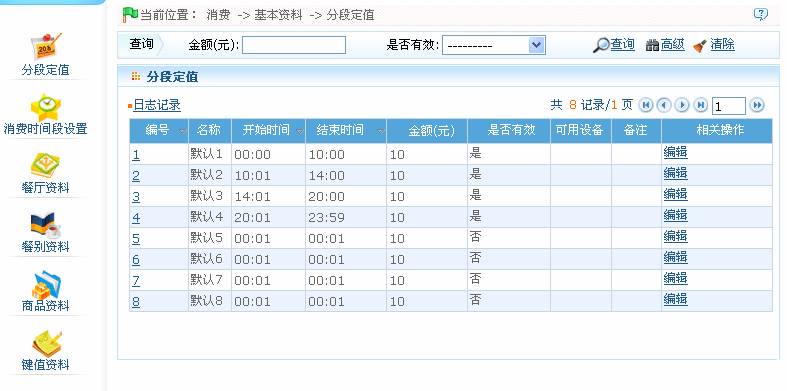 当前位置： 消费 -> 基本资料 -> 分段定值
查询 金额(元): 是否有效: --------- 查询 高级 清除
分段定值
消费时间段设置
餐厅资料
餐别资料
商品资料
键值资料
分段定值
日志记录 共 8 记录/1 页 1
编号 名称 开始时间 结束时间 金额(元) 是否有效 可用设备 备注 相关操作
1 默认1 00:00 10:00 10 是 编辑
2 默认2 10:01 14:00 10 是 编辑
3 默认3 14:01 20:00 10 是 编辑
4 默认4 20:01 23:59 10 是 编辑
5 默认5 00:01 00:01 10 否 编辑
6 默认6 00:01 00:01 10 否 编辑
7 默认7 00:01 00:01 10 否 编辑
8 默认8 00:01 00:01 10 否 编辑